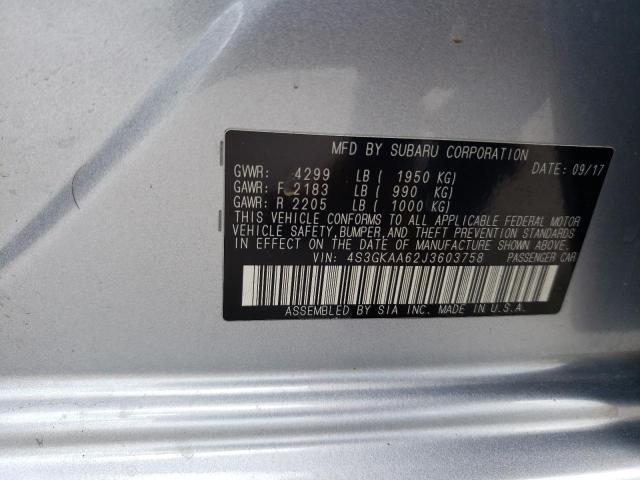 MFD BY SUBARU CORPORATION
GVWR: 4299 LB ( 1950 KG) DATE: 09/17
GAWR: F 2183 LB ( 990 KG)
GAWR: R 2205 LB ( 1000 KG)
THIS VEHICLE CONFORMS TO ALL APPLICABLE FEDERAL MOTOR
VEHICLE SAFETY,BUMPER,AND THEFT PREVENTION STANDARDS
IN EFFECT ON THE DATE OF MANUFACTURE SHOWN ABOVE.
VIN: 4S3GKAA62J3603758 PASSENGER CAR
ASSEMBLED BY SIA INC. MADE IN U.S.A.